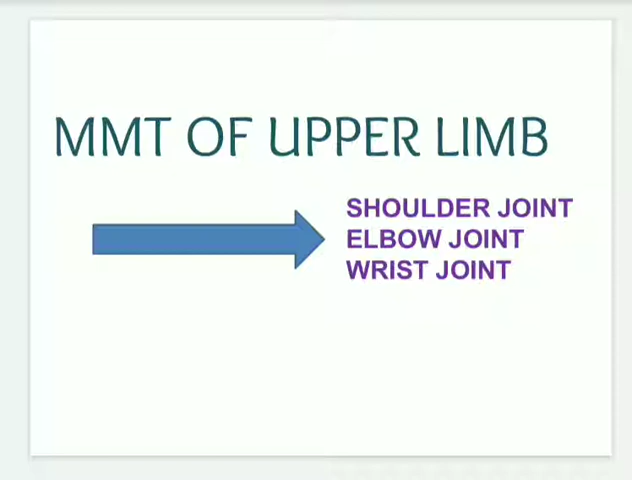 MMT OF UPPER LIMB
SHOULDER JOINT
ELBOW JOINT
WRIST JOINT